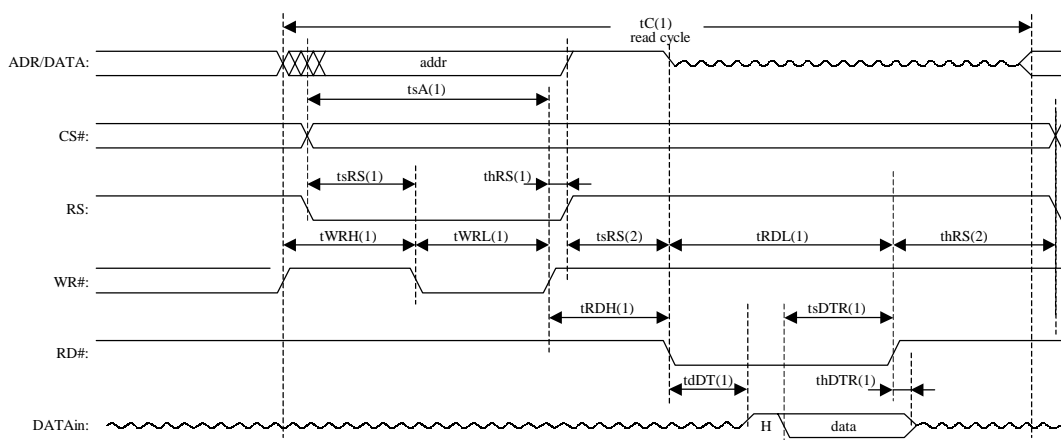 tC(1)
read cycle
ADR/DATA: addr
tsA(1)
CS#:
tsRS(1) thRS(1)
RS:
tWRH(1) tWRL(1) tsRS(2) tRDL(1) thRS(2)
WR#:
tRDH(1) tsDTR(1)
RD#:
tdDT(1) thDTR(1)
DATAin: H data